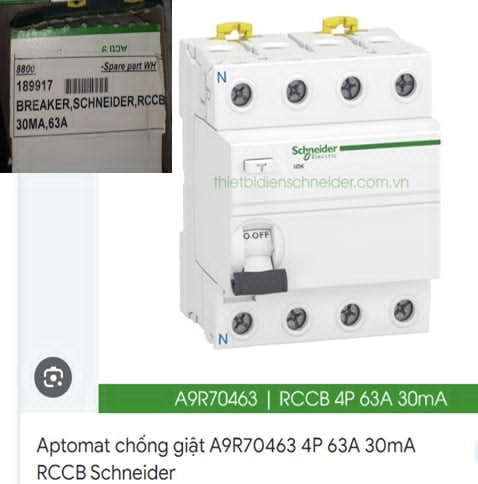 8800
-Spare part WH
189917
BREAKER,SCHNEIDER,RCCB
30MA,63A
N
Schneider
Electric
thietbidienschneider.com.vn
O-OFF
N
A9R70463 | RCCB 4P 63A 30mA
Aptomat chống giật A9R70463 4P 63A 30mA
RCCB Schneider